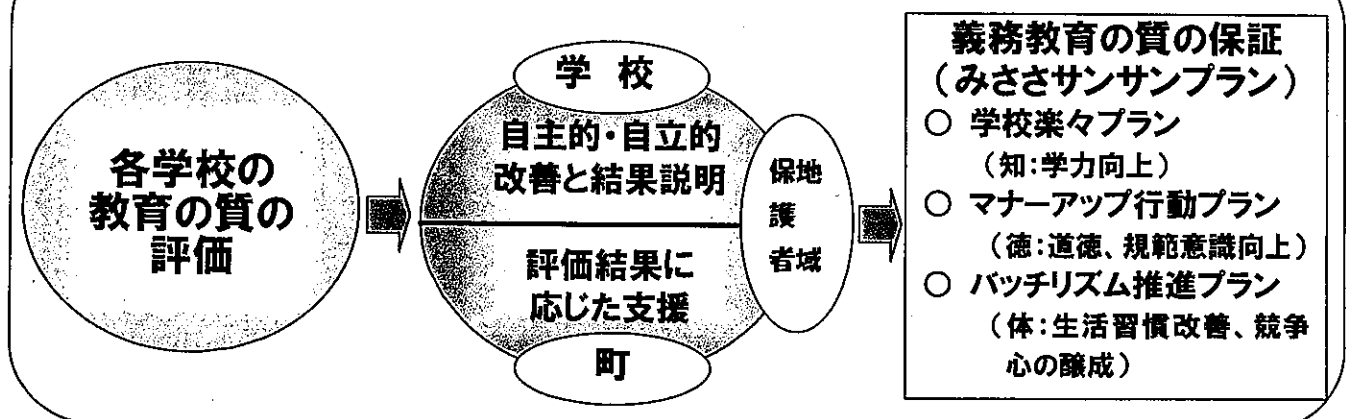 各学校の
教育の質の
評価
学 校
自主的・自立的
改善と結果説明
評価結果に
応じた支援
町
保護者
地域
義務教育の質の保証
(みささサンサンプラン)
○ 学校楽々プラン
(知:学力向上)
○ マナーアップ行動プラン
(徳:道徳、規範意識向上)
○ バッチリズム推進プラン
(体:生活習慣改善、競争
心の醸成)